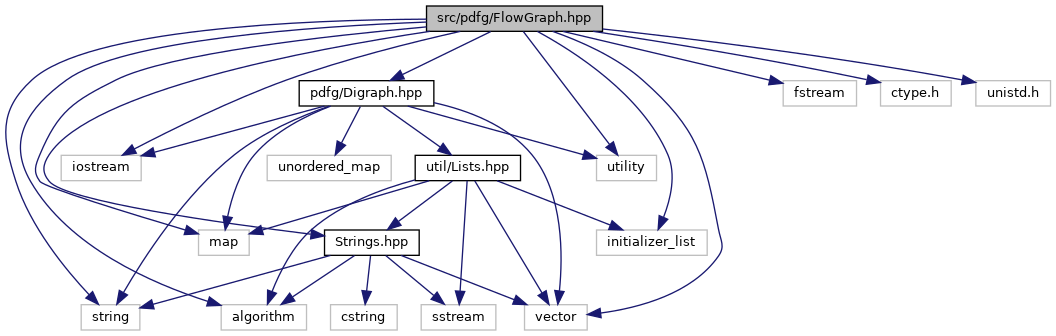 src/pdfg/FlowGraph.hpp
pdfg/Digraph.hpp
fstream
ctype.h
unistd.h
iostream
unordered_map
util/Lists.hpp
utility
map
Strings.hpp
initializer_list
string
algorithm
cstring
sstream
vector